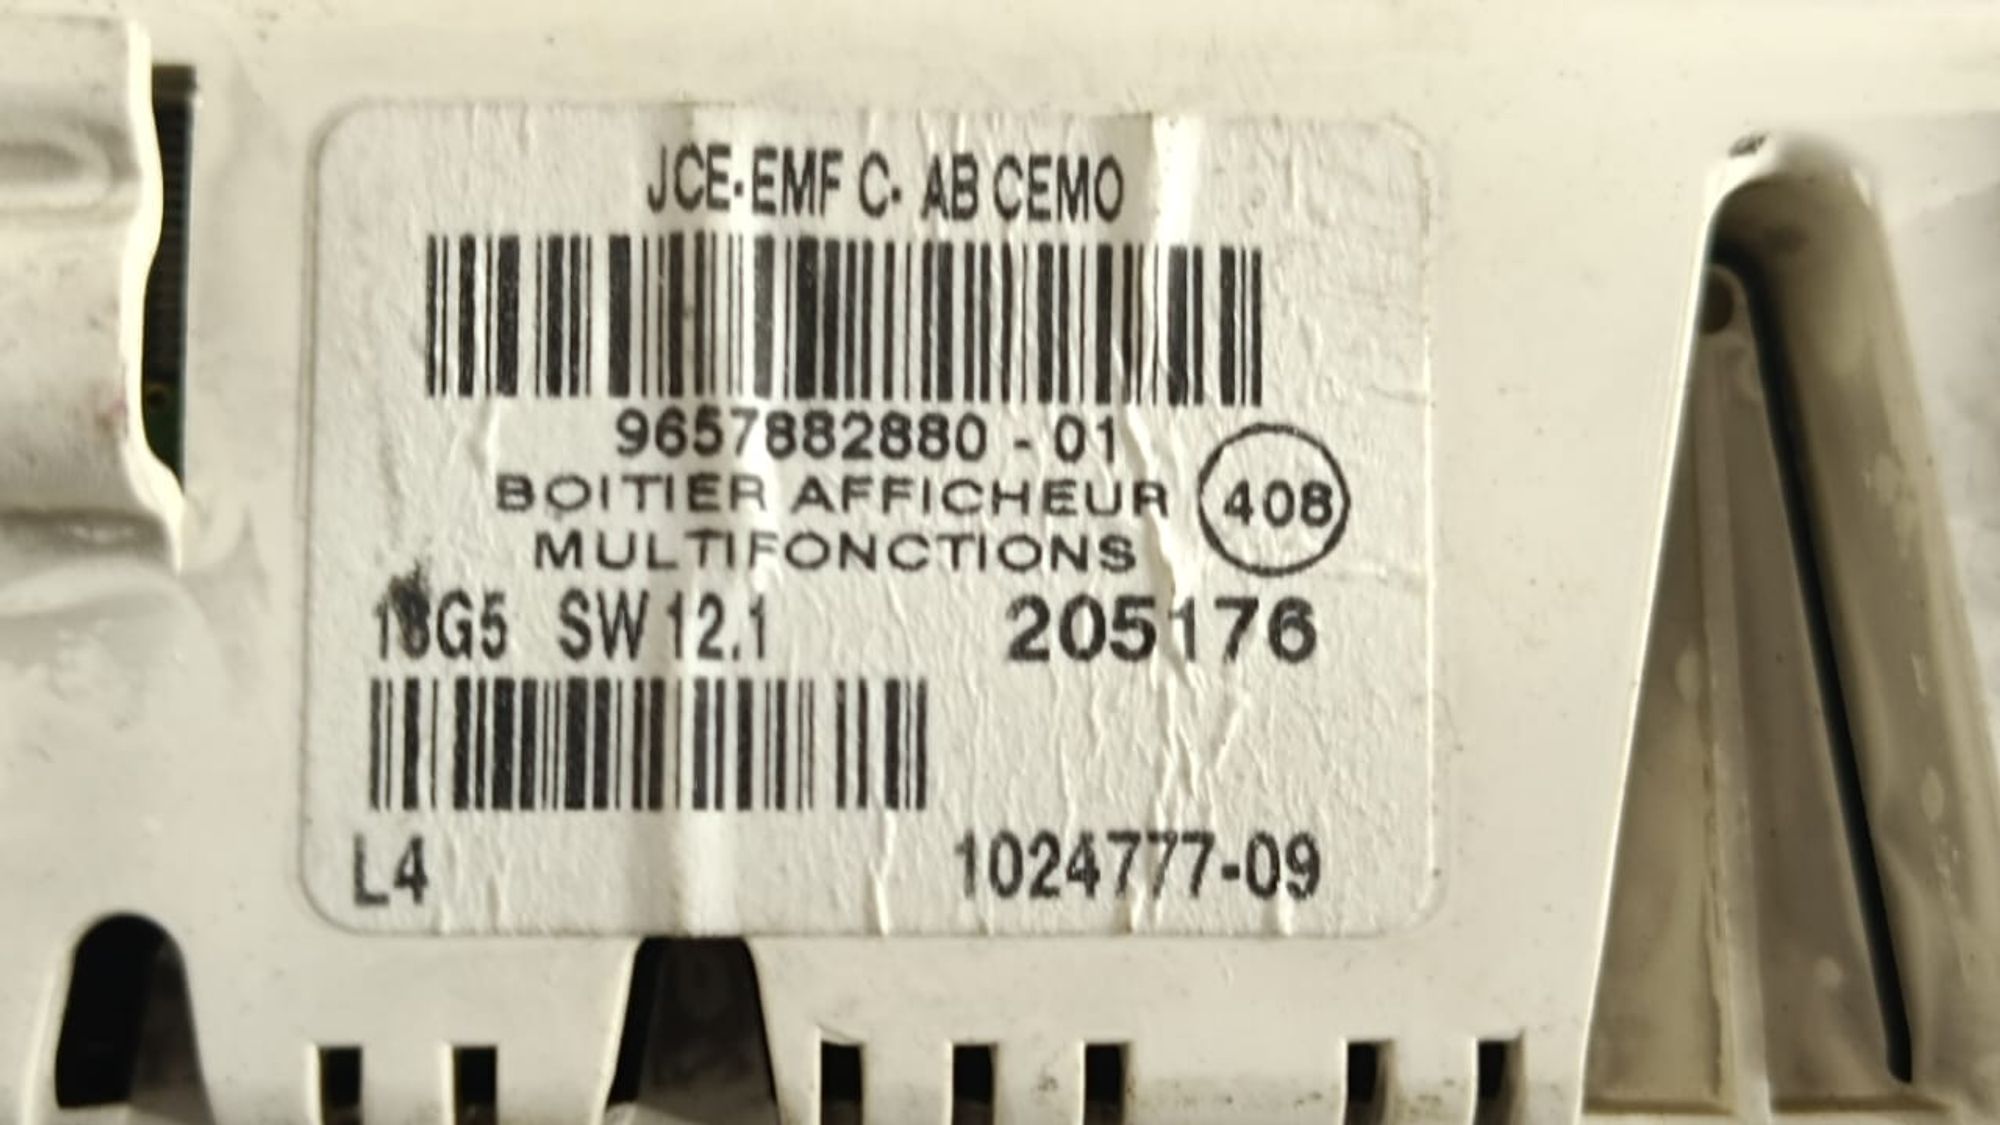 JCE-EMF C- AB CEMO
9657882880 - 01
BOITIER AFFICHEUR
MULTIFONCTIONS
408
SW 12.1
205176
L4
1024777-09